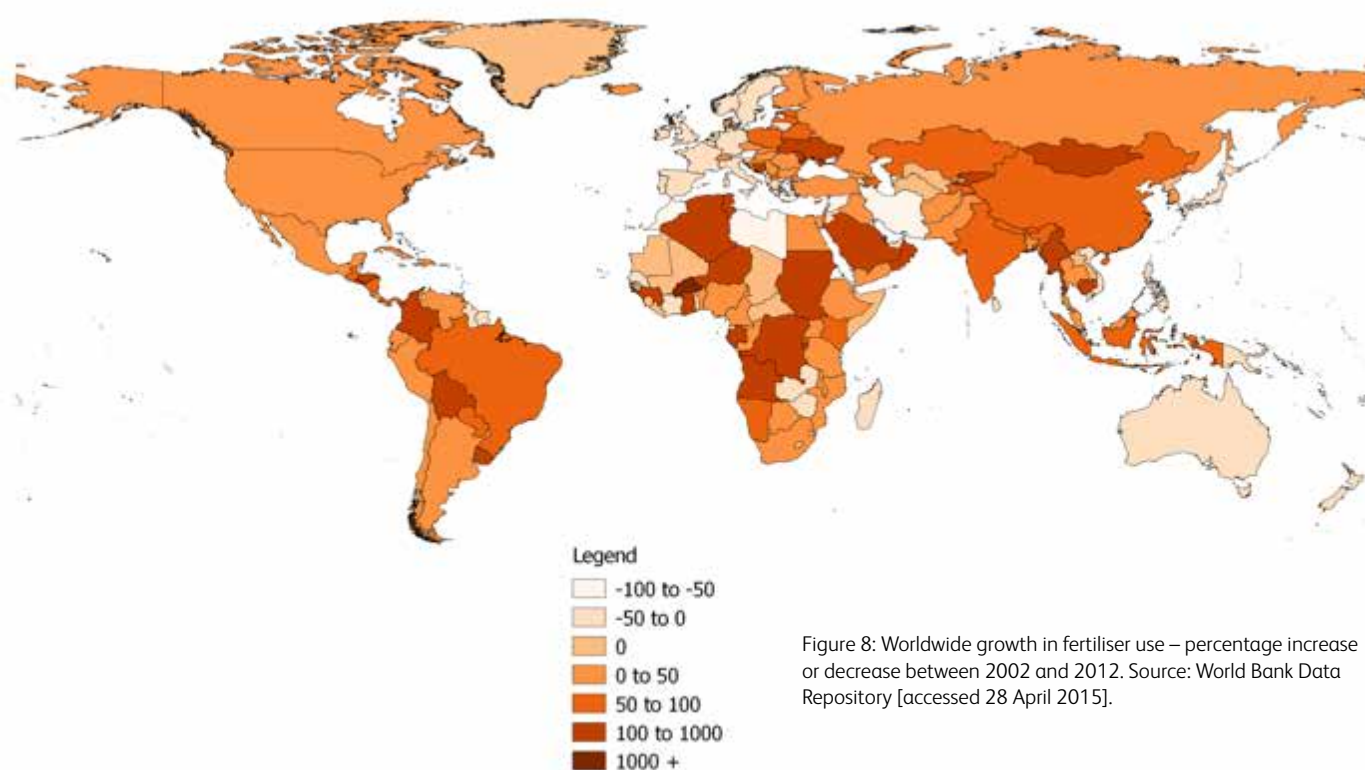 Legend
-100 to -50
-50 to 0
0
0 to 50
50 to 100
100 to 1000
1000 +
Figure 8: Worldwide growth in fertiliser use – percentage increase
or decrease between 2002 and 2012. Source: World Bank Data
Repository [accessed 28 April 2015].